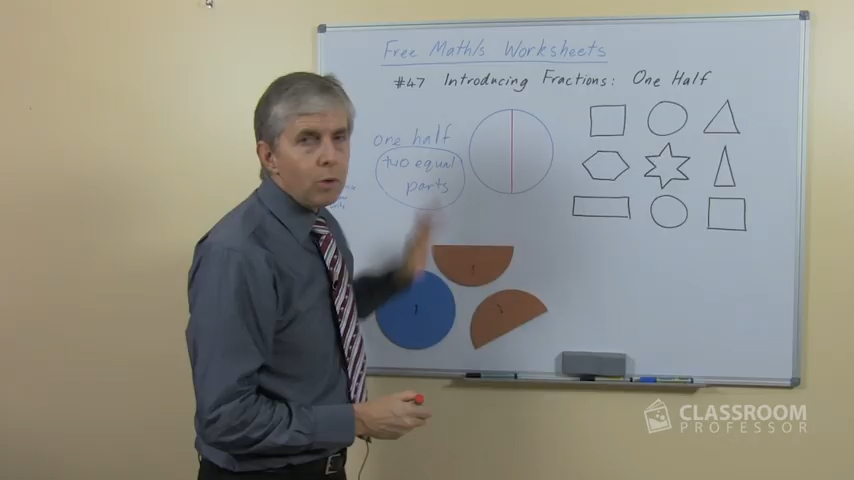 Free Math/s Worksheets
#47 Introducing Fractions: One Half
one half
two equal
parts
CLASSROOM
PROFESSOR